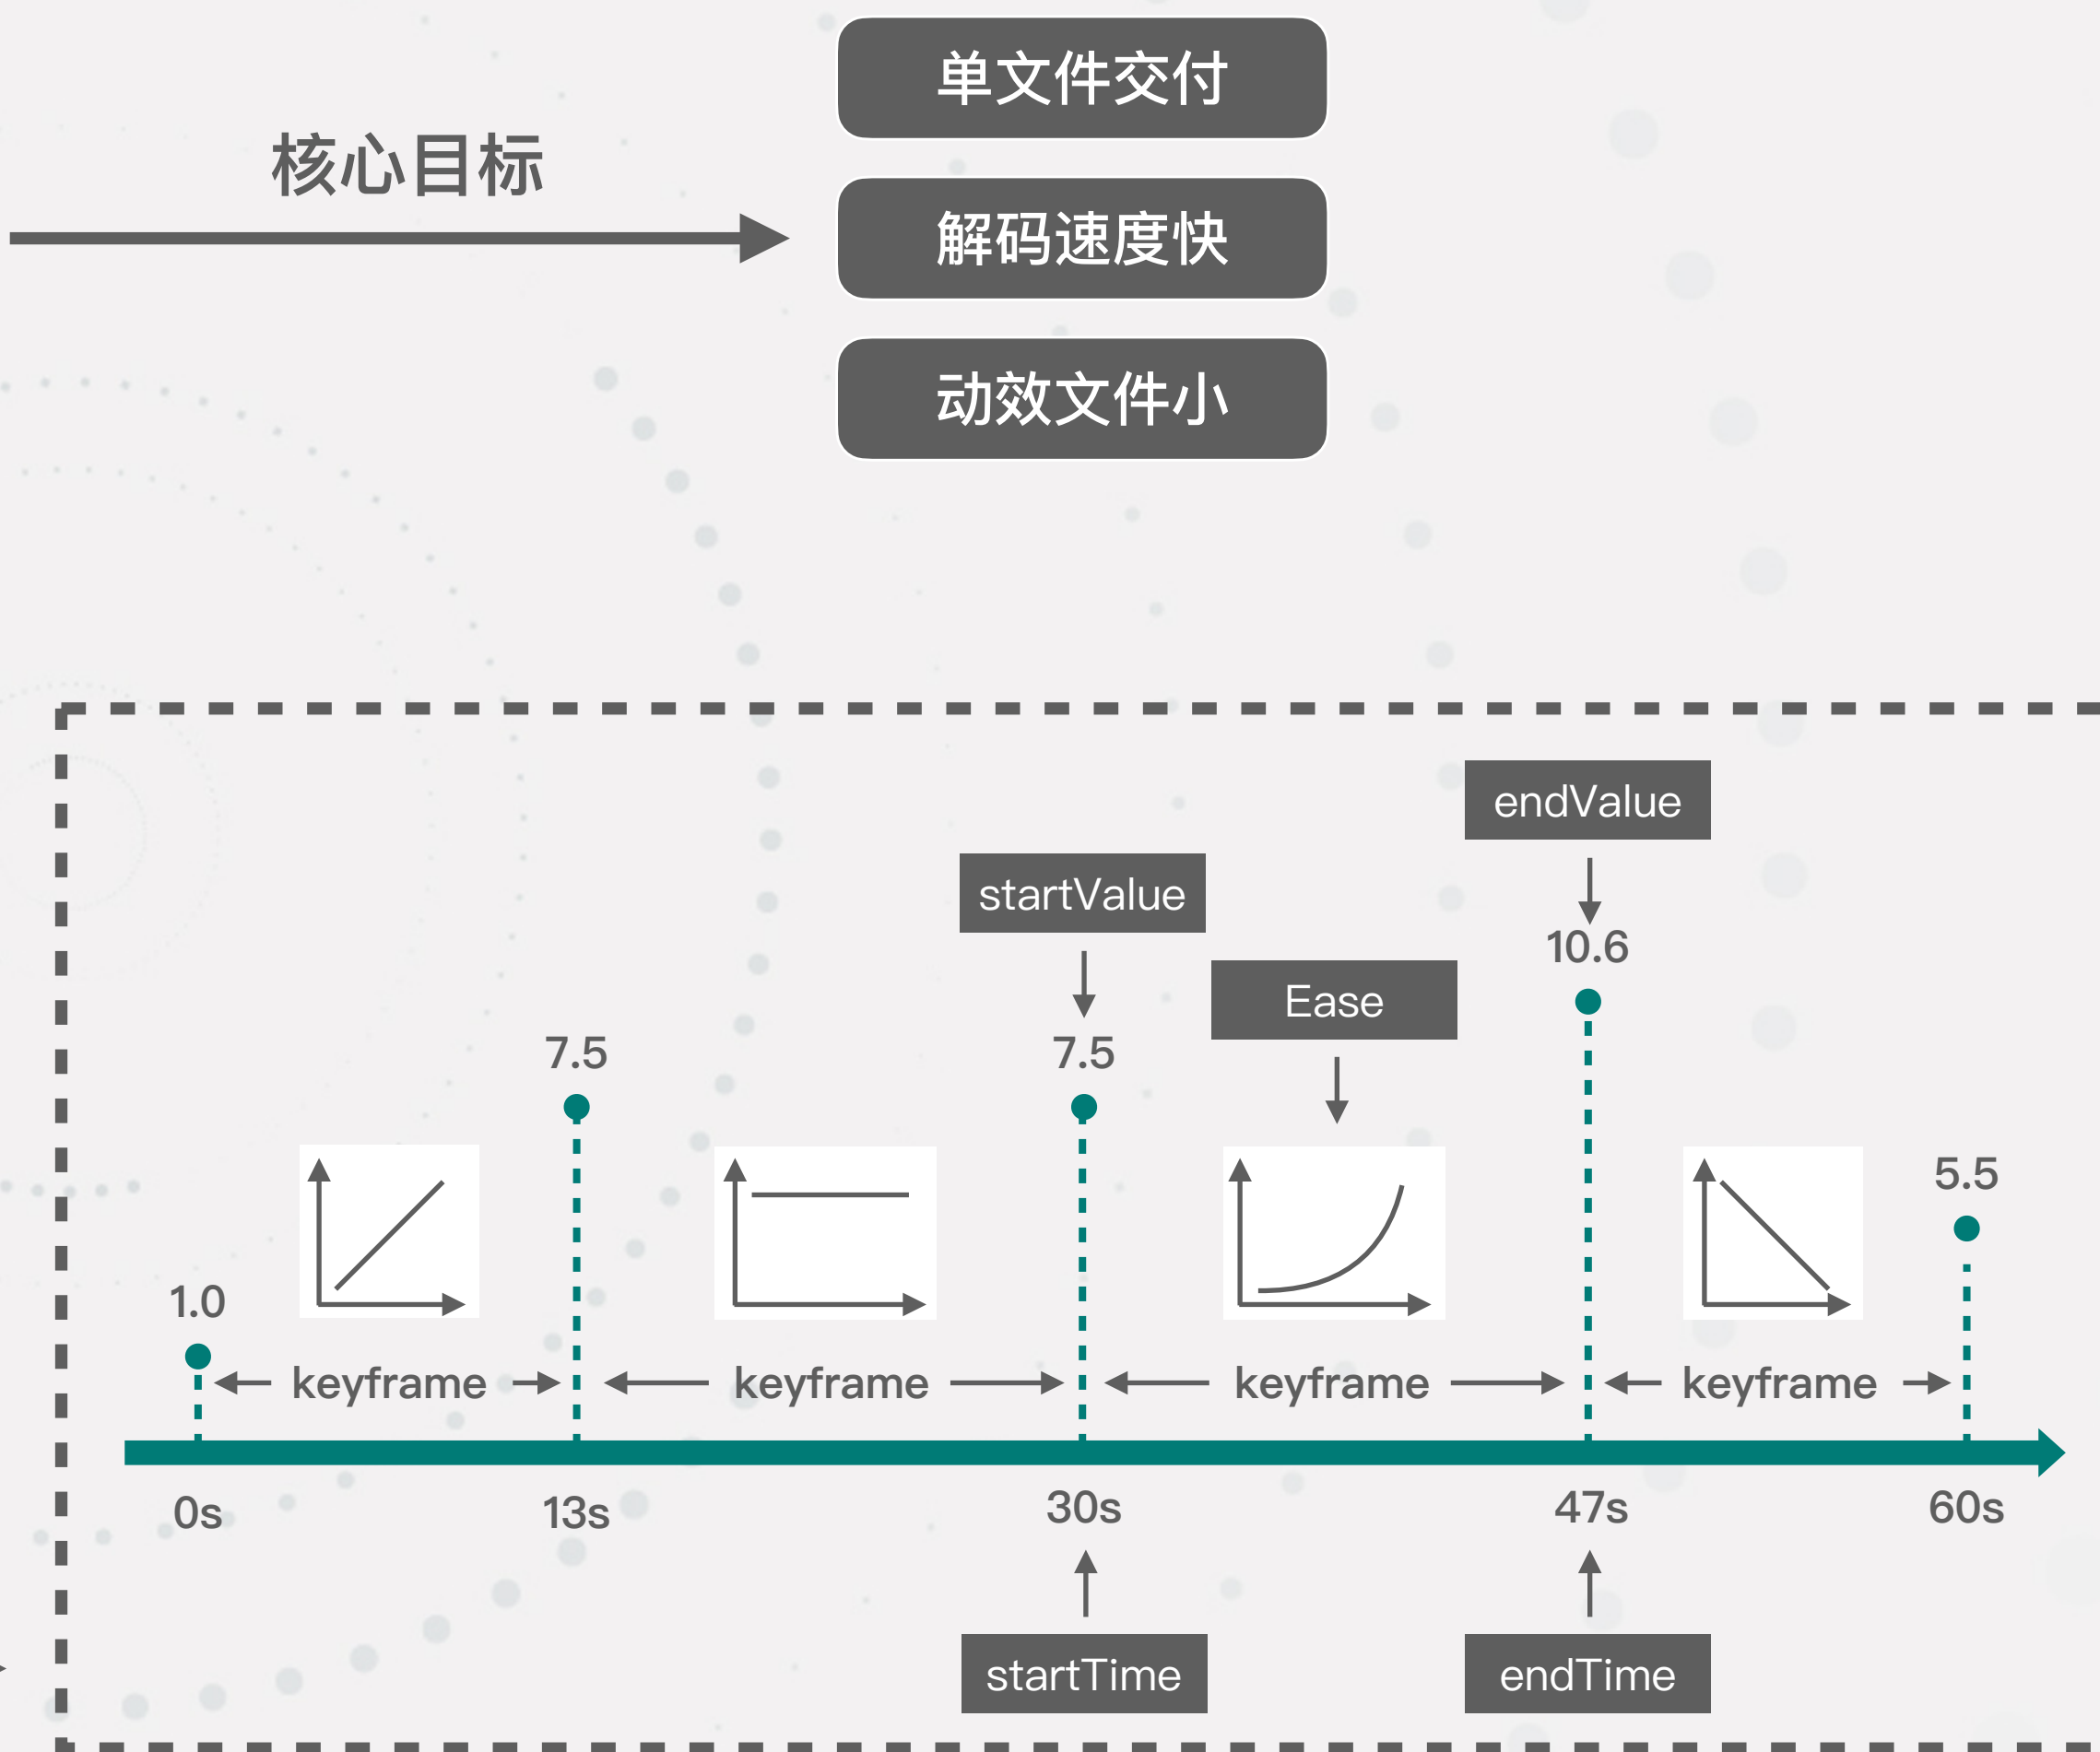 单文件交付
核心目标
解码速度快
动效文件小
endValue
startValue
10.6
Ease
7.5
7.5
5.5
1.0
keyframe
keyframe
keyframe
keyframe
0s
13s
30s
47s
60s
startTime
endTime